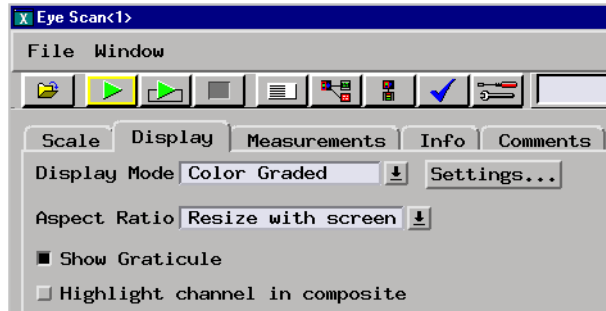 Eye Scan<1>
File Window
Scale Display Measurements Info Comments
Display Mode Color Graded Settings...
Aspect Ratio Resize with screen
Show Graticule
Highlight channel in composite